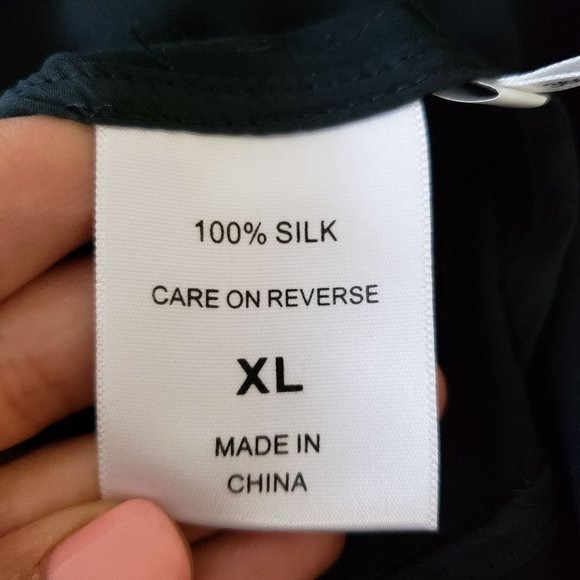 100% SILK
CARE ON REVERSE
XL
MADE IN
CHINA